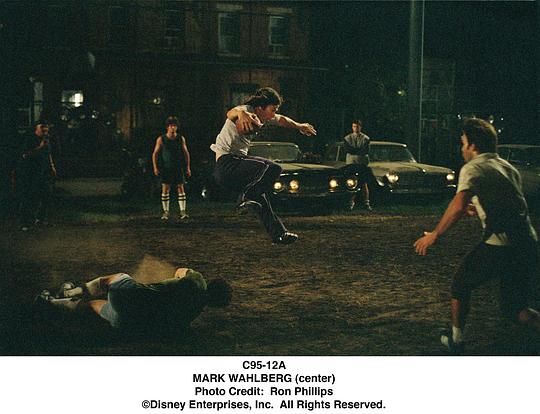 C95-12A
MARK WAHLBERG (center)
Photo Credit:  Ron Phillips
©Disney Enterprises, Inc.  All Rights Reserved.